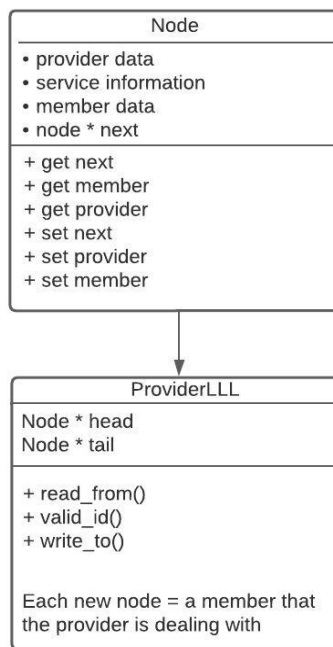 Node
• provider data
• service information
• member data
• node * next
+ get next
+ get member
+ get provider
+ set next
+ set provider
+ set member
ProviderLLL
Node * head
Node * tail
+ read_from()
+ valid_id()
+ write_to()
Each new node = a member that
the provider is dealing with